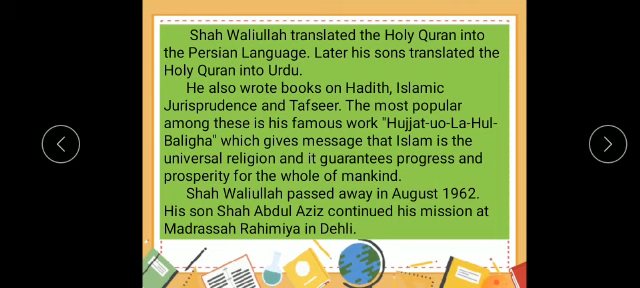 Shah Waliullah translated the Holy Quran into
the Persian Language. Later his sons translated the
Holy Quran into Urdu.
He also wrote books on Hadith, Islamic
Jurisprudence and Tafseer. The most popular
among these is his famous work "Hujjat-uo-La-Hul-
Baligha" which gives message that Islam is the
universal religion and it guarantees progress and
prosperity for the whole of mankind.
Shah Waliullah passed away in August 1962.
His son Shah Abdul Aziz continued his mission at
Madrassah Rahimiya in Dehli.